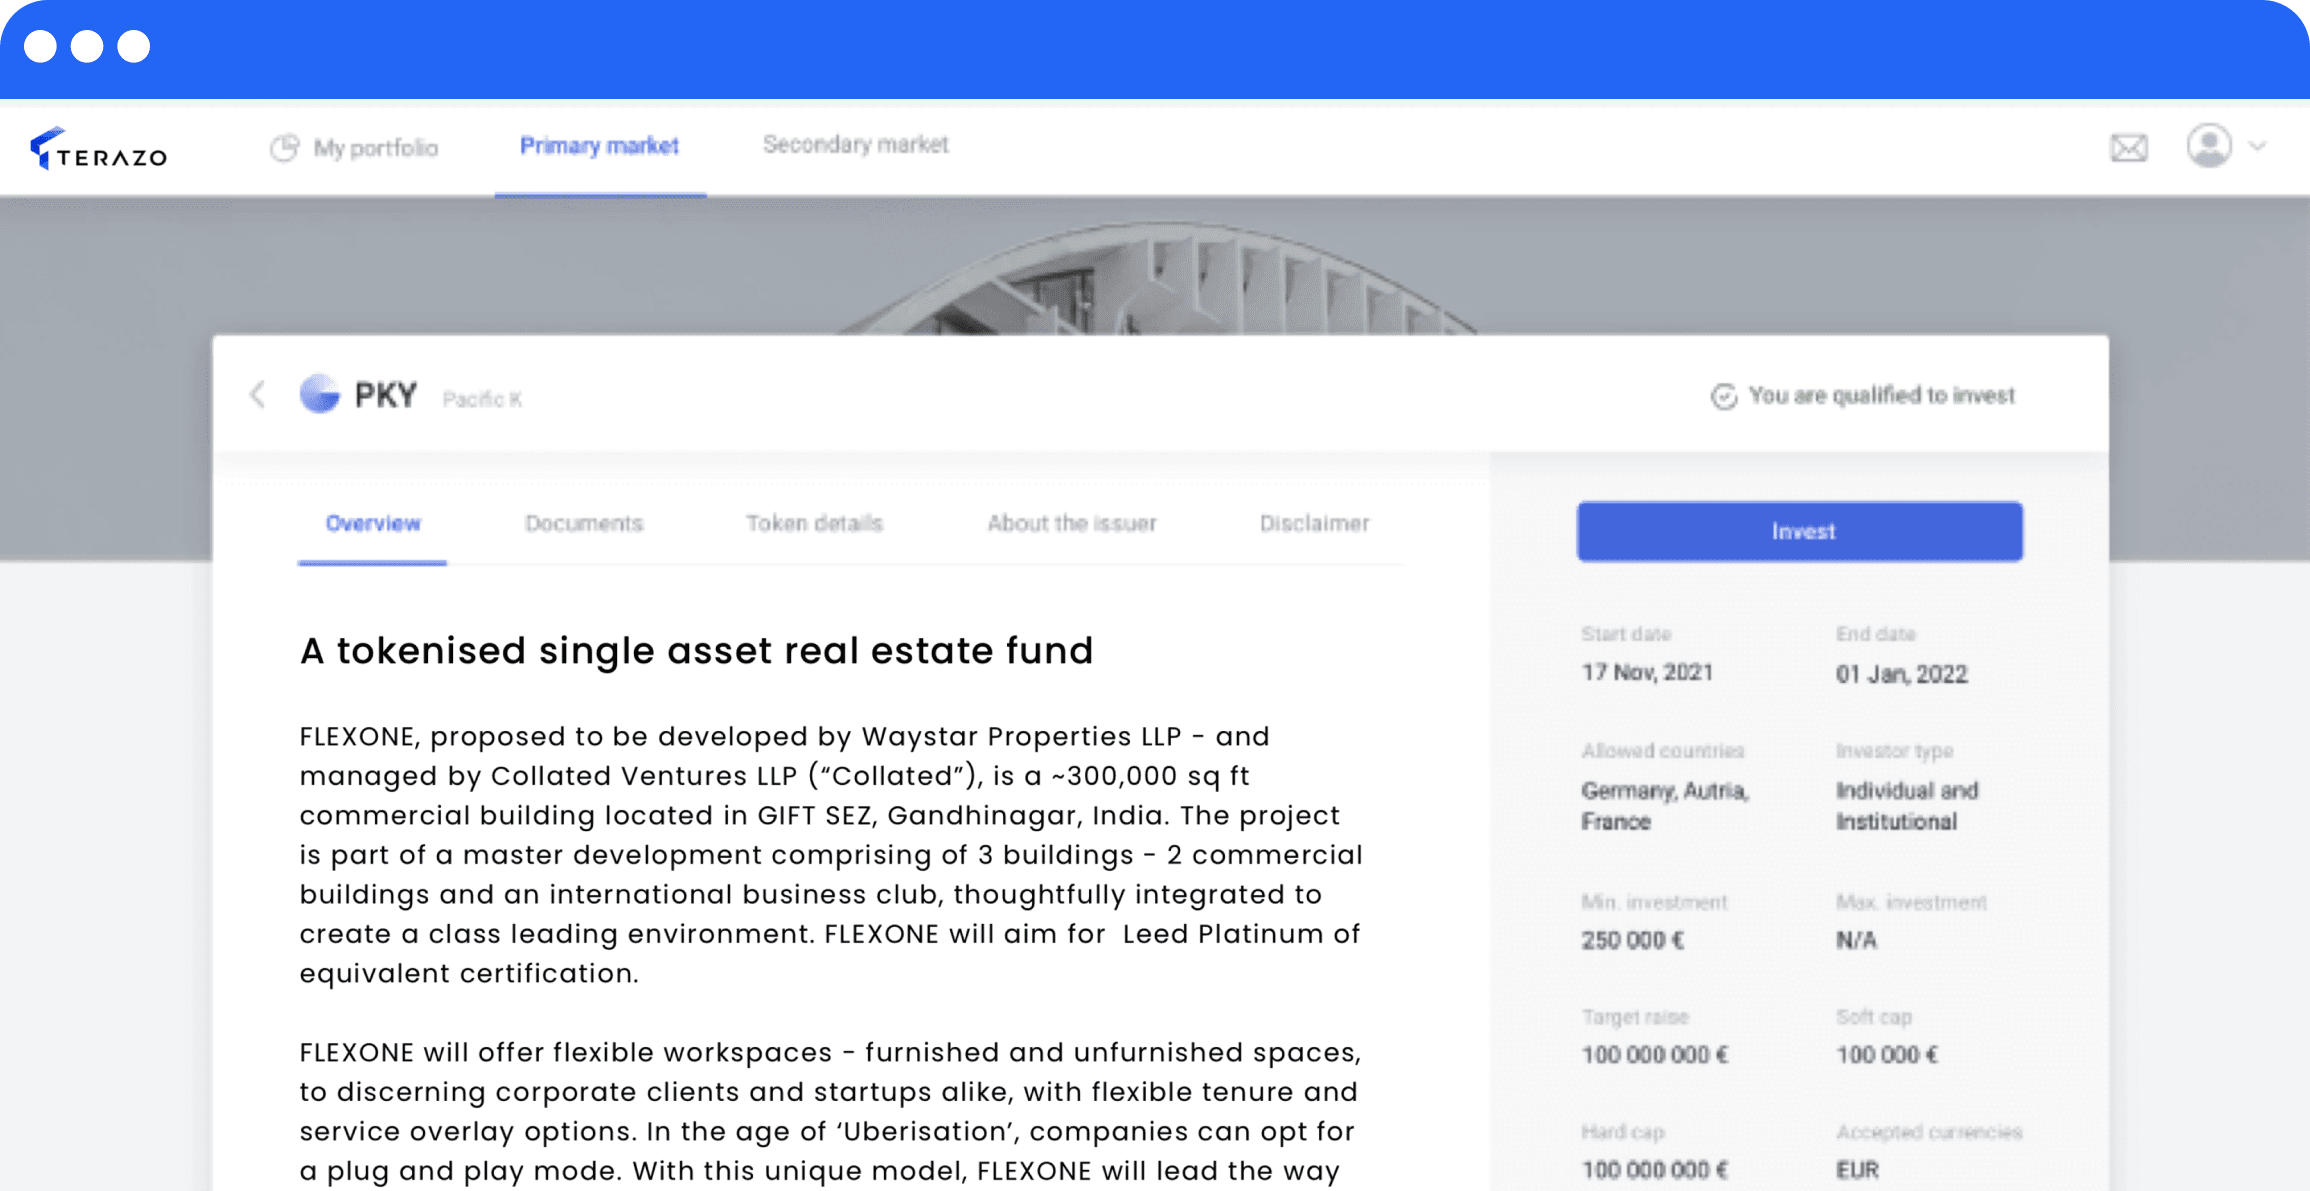 TERAZO
My portfolio
Primary market
Secondary market
PKY
Pacific K
You are qualified to invest
Overview
Documents
Token details
About the issuer
Disclaimer
Invest
A tokenised single asset real estate fund
FLEXONE, proposed to be developed by Waystar Properties LLP - and
managed by Collated Ventures LLP (“Collated”), is a ~300,000 sq ft
commercial building located in GIFT SEZ, Gandhinagar, India. The project
is part of a master development comprising of 3 buildings - 2 commercial
buildings and an international business club, thoughtfully integrated to
create a class leading environment. FLEXONE will aim for  Leed Platinum of
equivalent certification.
FLEXONE will offer flexible workspaces - furnished and unfurnished spaces,
to discerning corporate clients and startups alike, with flexible tenure and
service overlay options. In the age of ‘Uberisation’, companies can opt for
a plug and play mode. With this unique model, FLEXONE will lead the way
Start date
17 Nov, 2021
End date
01 Jan, 2022
Allowed countries
Germany, Autria,
France
Investor type
Individual and
Institutional
Min. investment
250 000 €
Max. investment
N/A
Target raise
100 000 000 €
Soft cap
100 000 €
Hard cap
100 000 000 €
Accepted currencies
EUR